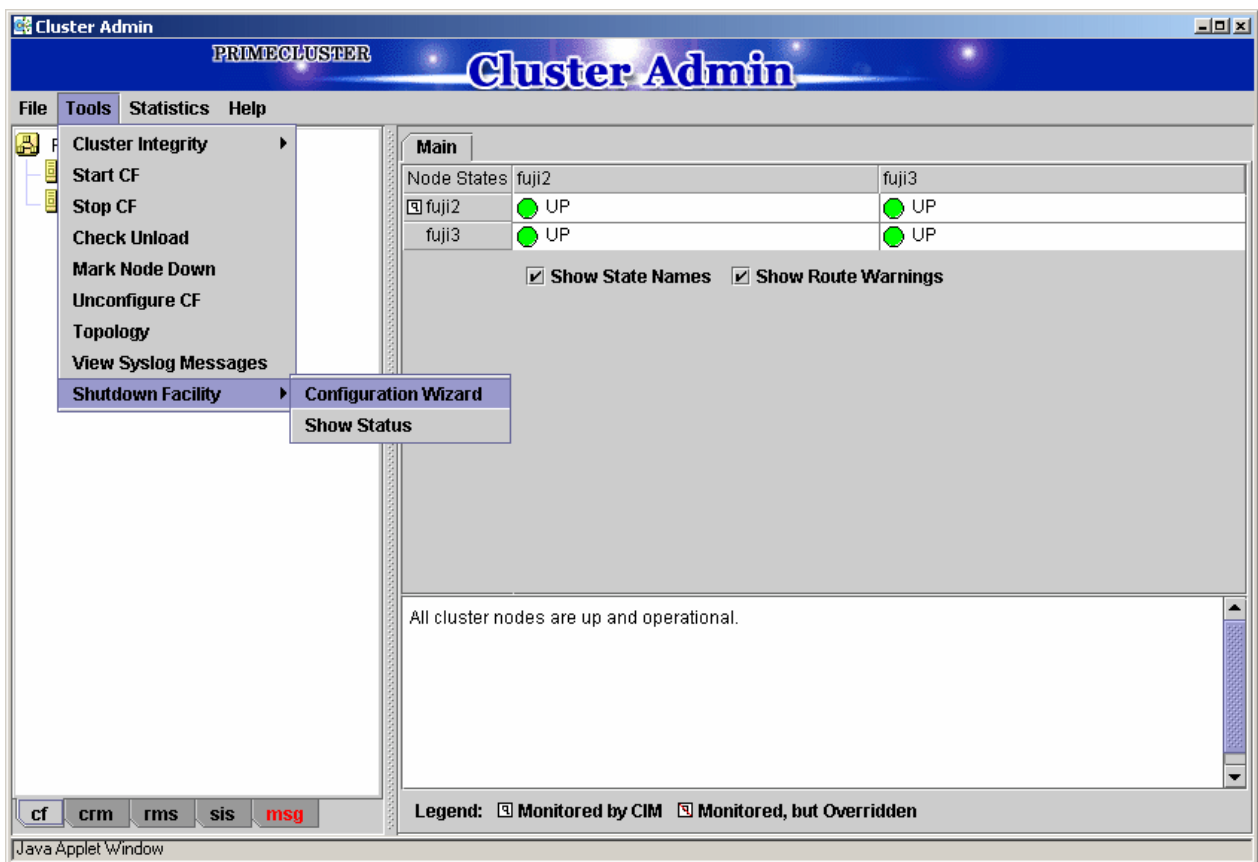 Cluster Admin
PRIMECLUSTER
Cluster Admin
File Tools Statistics Help
Cluster Integrity
Start CF
Stop CF
Check Unload
Mark Node Down
Unconfigure CF
Topology
View Syslog Messages
Shutdown Facility
Configuration Wizard
Show Status
Main
Node States fuji2 fuji3
fuji2 UP UP
fuji3 UP UP
Show State Names Show Route Warnings
All cluster nodes are up and operational.
cf crm rms sis msg
Legend: Monitored by CIM Monitored, but Overridden
Java Applet Window